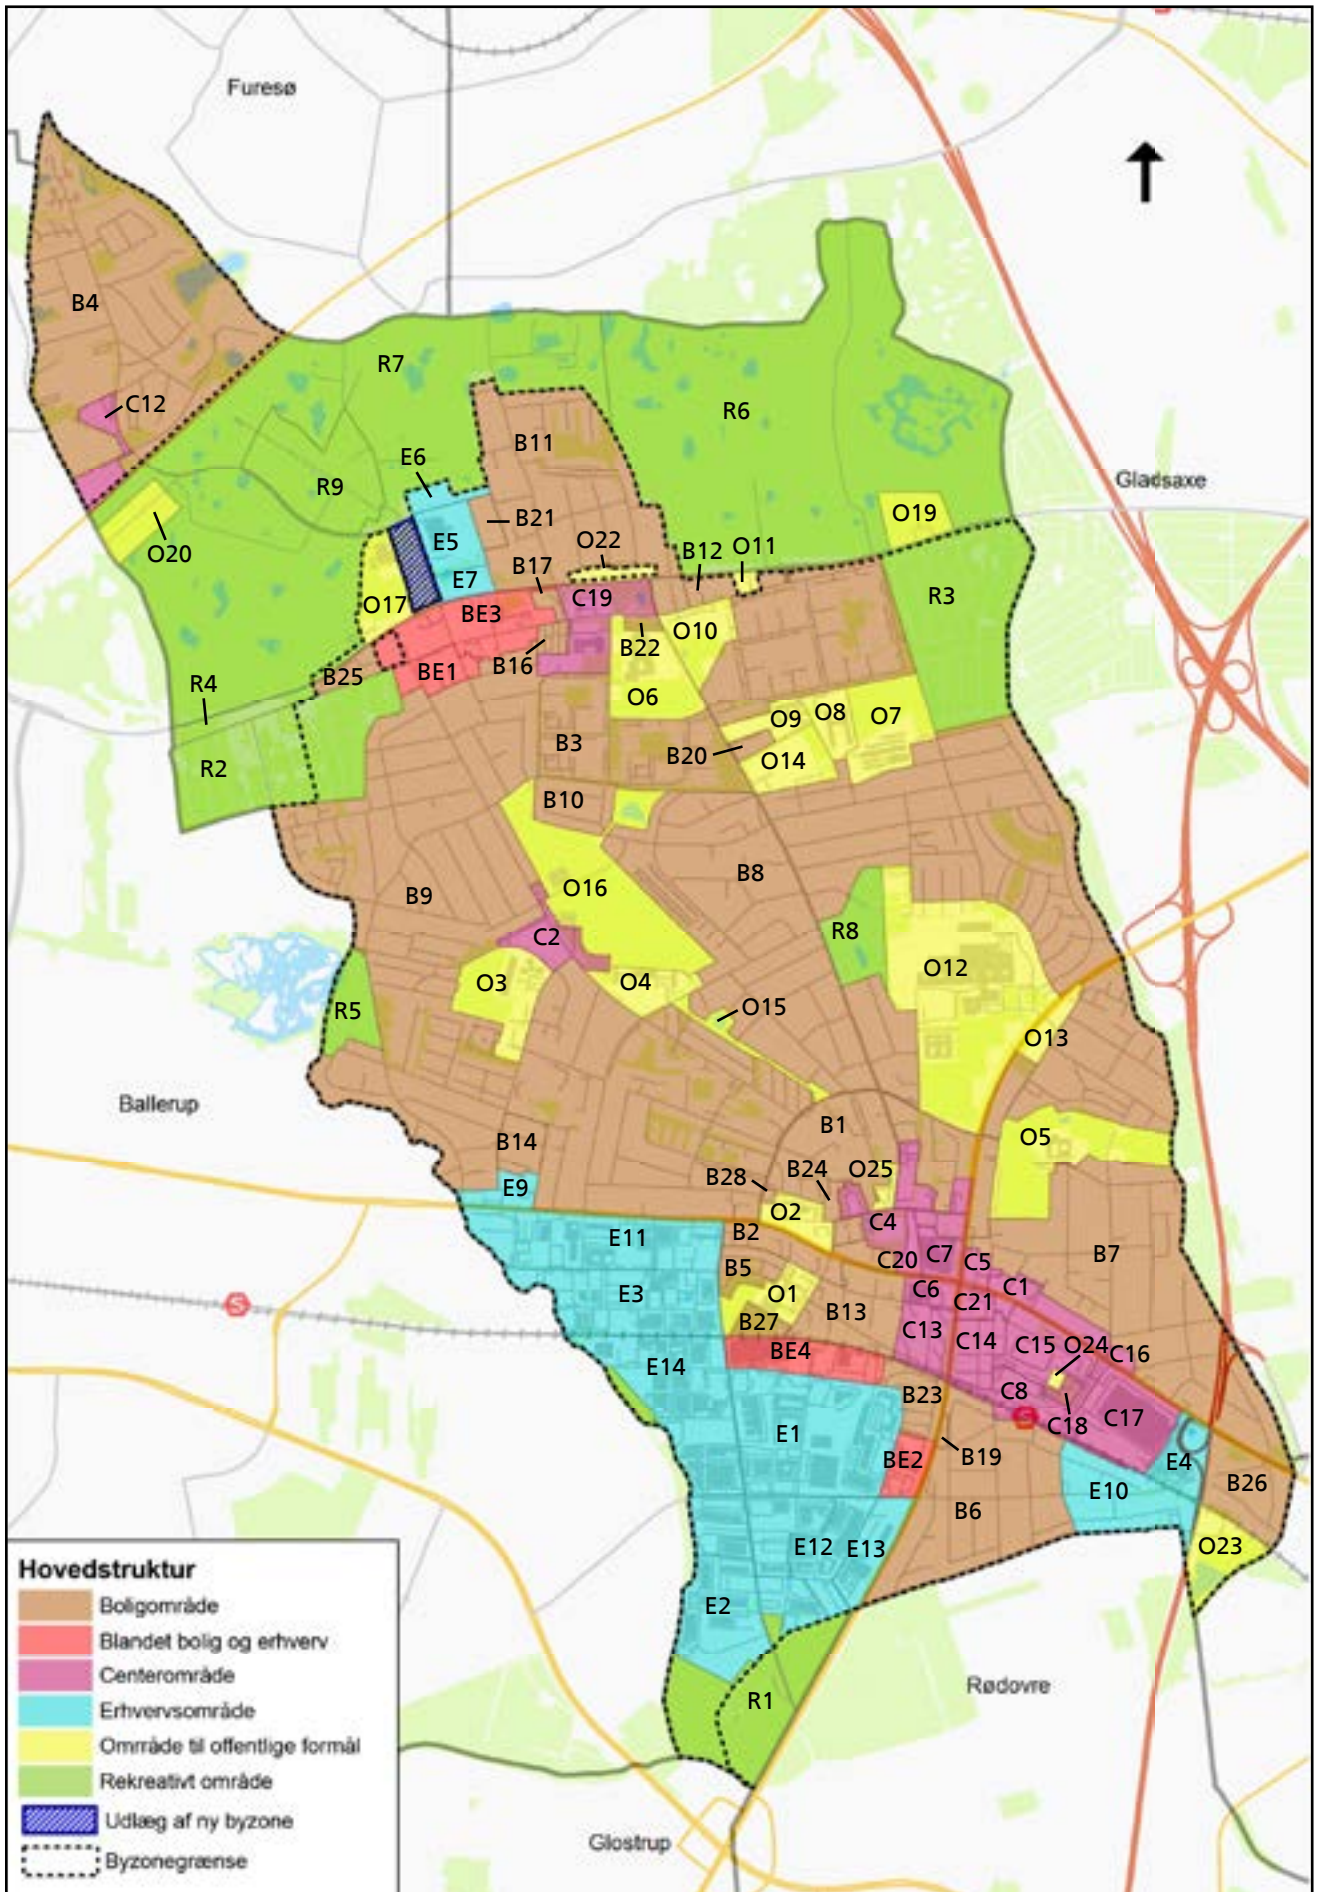 Furesø
B4
R7
C12
R6
B11
E6
Gladsaxe
R9
O19
B21
E5
O22
O20
B12
O11
B17
E7
R3
C19
O17
BE3
O10
B22
B16
BE1
B25
R4
O6
O8
O7
O9
B3
B20
O14
R2
B10
B8
O16
B9
R8
C2
O12
O3
O4
O15
R5
O13
Ballerup
B1
O5
B14
B24
O25
B28
E9
O2
C4
B2
E11
B7
C7
C20
C5
B5
C6
C1
E3
O1
C21
B13
B27
C13
C14
C15
O24
C16
BE4
E14
C8
B23
C17
C18
S
S
E1
B19
BE2
E4
B26
E10
B6
O23
E12
E13
E2
R1
Rødovre
Glostrup
Hovedstruktur
Boligområde
Blandet bolig og erhverv
Centerområde
Erhvervsområde
Omrråde til offentlige formål
Rekreativt område
Udlæg af ny byzone
Byzonegrænse